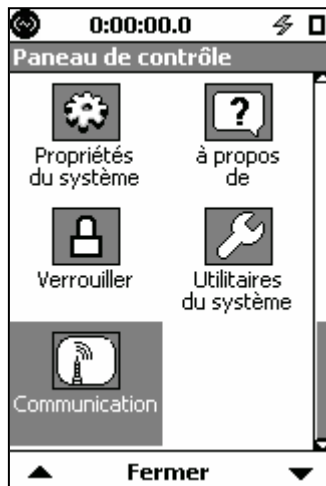 0:00:00.0
Paneau de contrôle
Propriétés
du système
à propos
de
Verrouiller
Utilitaires
du système
Communication
Fermer